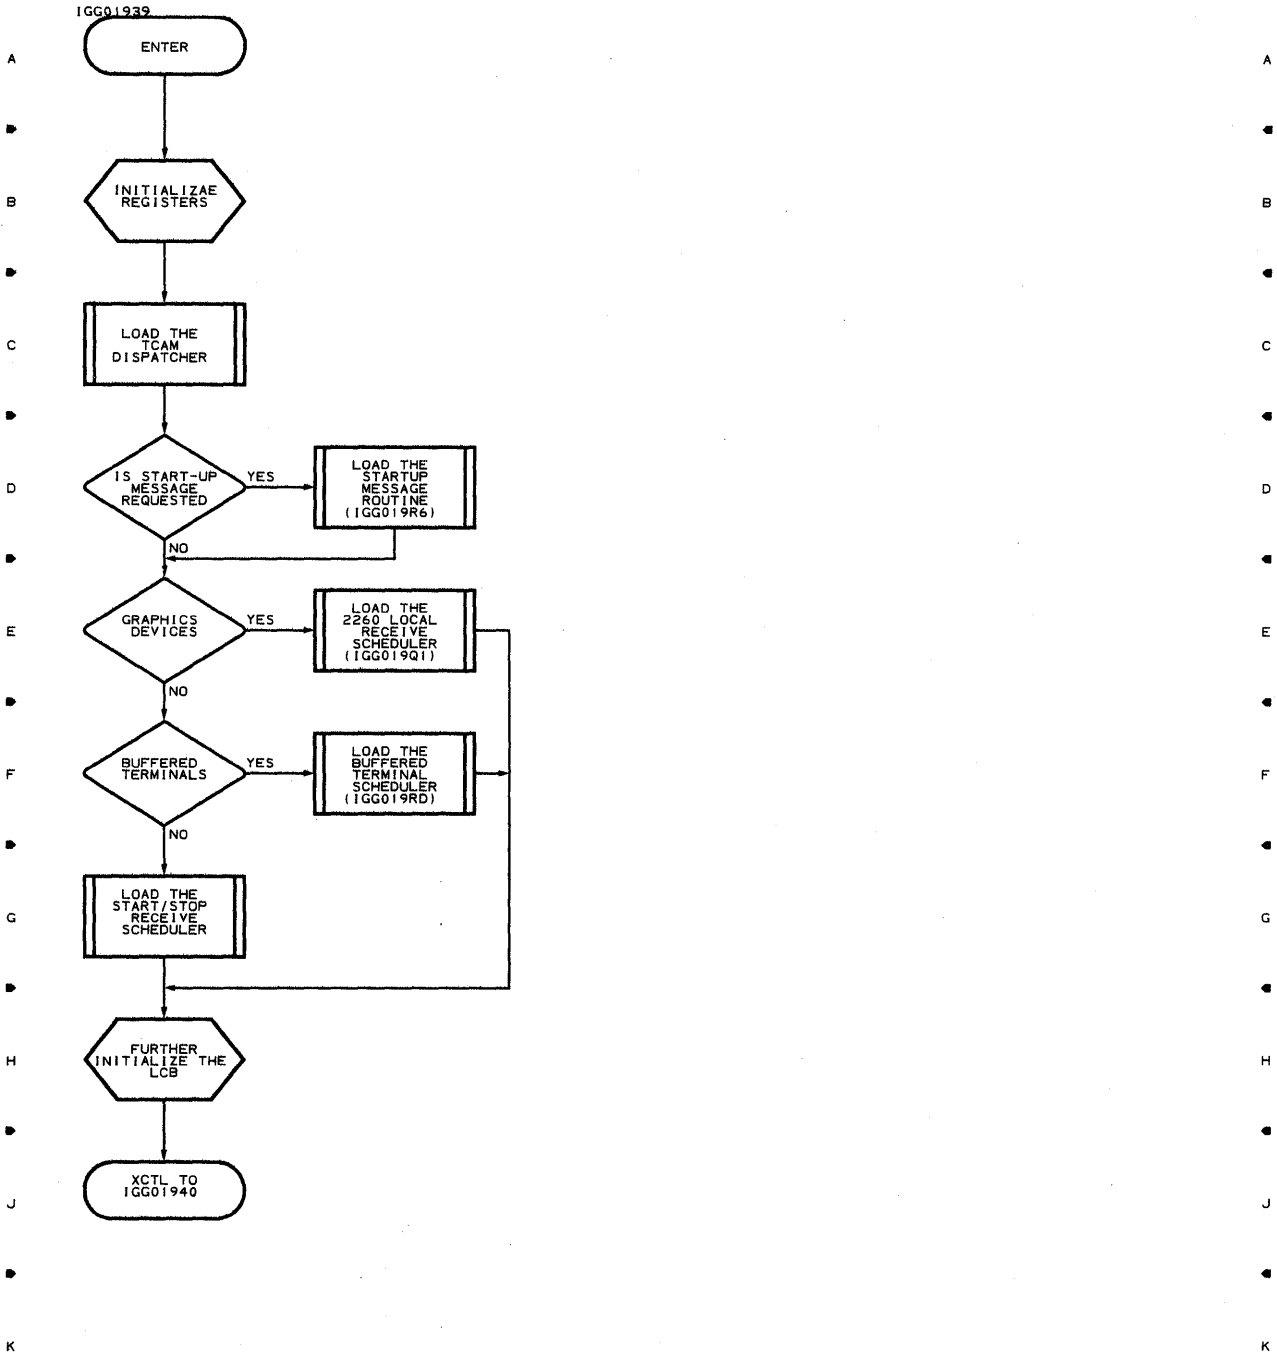 IGG01939
ENTER
A
A
INITIALIZAE
REGISTERS
B
B
LOAD THE
TCAM
DISPATCHER
C
C
IS START-UP
MESSAGE
REQUESTED
YES
LOAD THE
STARTUP
MESSAGE
ROUTINE
(IGG019R6)
D
D
NO
GRAPHICS
DEVICES
YES
LOAD THE
2260 LOCAL
RECEIVE
SCHEDULER
(IGG019Q1)
E
E
NO
BUFFERED
TERMINALS
YES
LOAD THE
BUFFERED
TERMINAL
SCHEDULER
(IGG019RD)
F
F
NO
LOAD THE
START/STOP
RECEIVE
SCHEDULER
G
G
FURTHER
INITIALIZE THE
LCB
H
H
XCTL TO
IGG01940
J
J
K
K